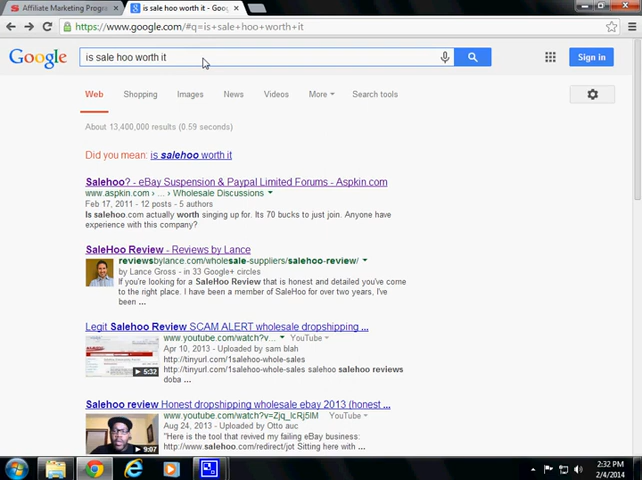 Affiliate Marketing Progra
is sale hoo worth it - Goo
https://www.google.com/#q=is+sale+hoo+worth+it
Google
is sale hoo worth it
Sign in
Web Shopping Images News Videos More Search tools
About 13,400,000 results (0.59 seconds)
Did you mean: is salehoo worth it
Salehoo? - eBay Suspension & Paypal Limited Forums - Aspkin.com
www.aspkin.com › ... › Wholesale Discussions
Feb 17, 2011 - 12 posts - 5 authors
Is salehoo.com actually worth singing up for. Its 70 bucks to just join. Anyone have
experience with this company?
SaleHoo Review - Reviews by Lance
reviewsbylance.com/wholesale-suppliers/salehoo-review/
by Lance Gross - in 33 Google+ circles
If you're looking for a SaleHoo Review that is honest and detailed you've come
to the right place. I have been a member of SaleHoo for over two years, I've
been ...
Legit Salehoo Review SCAM ALERT wholesale dropshipping ...
www.youtube.com/watch?v... YouTube
Apr 10, 2013 - Uploaded by sam blah
http://tinyurl.com/1salehoo-whole-sales
http://tinyurl.com/1salehoo-whole-sales salehoo salehoo reviews
doba ...
5:32
Salehoo review Honest dropshipping wholesale ebay 2013 (honest ...
www.youtube.com/watch?v=Zjq_lcRj5lM YouTube
Aug 24, 2013 - Uploaded by Otto auc
"Here is the tool that revived my failing eBay business:
http://www.salehoo.com/redirect/jot Sitting here with ...
9:07
2:32 PM
2/4/2014